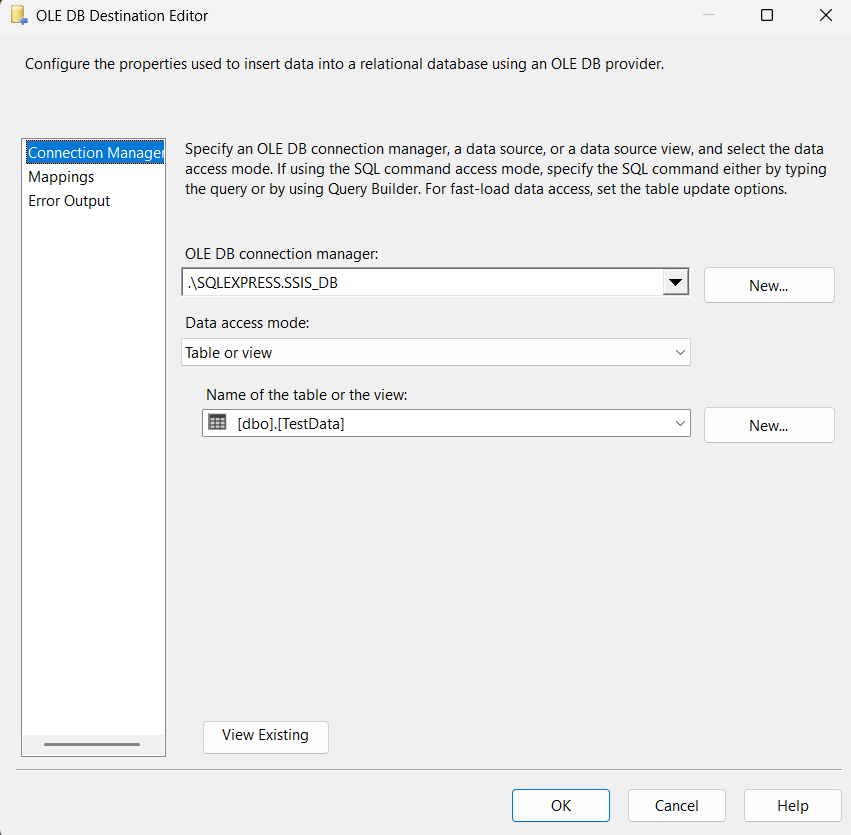 OLE DB Destination Editor
Configure the properties used to insert data into a relational database using an OLE DB provider.
Connection Manager
Mappings
Error Output
Specify an OLE DB connection manager, a data source, or a data source view, and select the data
access mode. If using the SQL command access mode, specify the SQL command either by typing
the query or by using Query Builder. For fast-load data access, set the table update options.
OLE DB connection manager:
.\SQLEXPRESS.SSIS_DB
New...
Data access mode:
Table or view
Name of the table or the view:
[dbo].[TestData]
New...
View Existing
OK
Cancel
Help